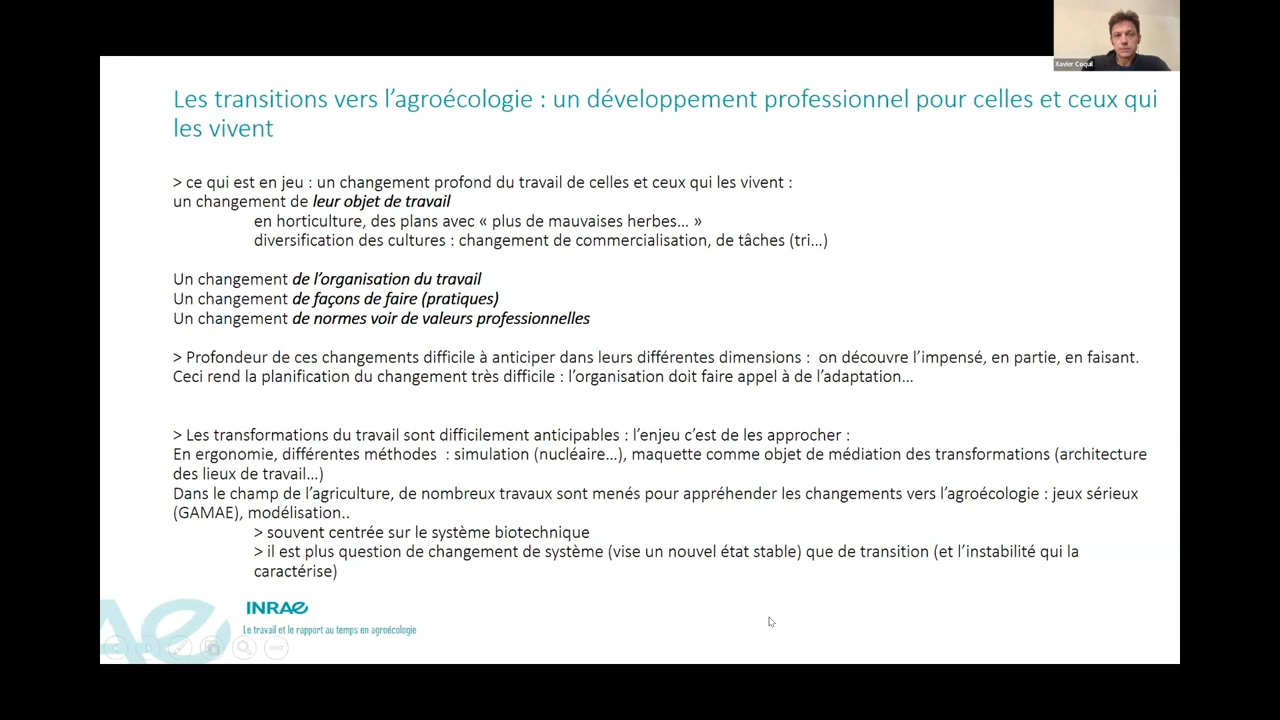 Xavier Coquil
Les transitions vers l’agroécologie : un développement professionnel pour celles et ceux qui
les vivent
> ce qui est en jeu : un changement profond du travail de celles et ceux qui les vivent :
un changement de leur objet de travail
en horticulture, des plans avec « plus de mauvaises herbes... »
diversification des cultures : changement de commercialisation, de tâches (tri...)
Un changement de l’organisation du travail
Un changement de façons de faire (pratiques)
Un changement de normes voir de valeurs professionnelles
> Profondeur de ces changements difficile à anticiper dans leurs différentes dimensions :  on découvre l’impensé, en partie, en faisant.
Ceci rend la planification du changement très difficile : l’organisation doit faire appel à de l’adaptation...
> Les transformations du travail sont difficilement anticipables : l’enjeu c’est de les approcher :
En ergonomie, différentes méthodes  : simulation (nucléaire...), maquette comme objet de médiation des transformations (architecture
des lieux de travail...)
Dans le champ de l’agriculture, de nombreux travaux sont menés pour appréhender les changements vers l’agroécologie : jeux sérieux
(GAMAE), modélisation..
> souvent centrée sur le système biotechnique
> il est plus question de changement de système (vise un nouvel état stable) que de transition (et l’instabilité qui la
caractérise)
INRAE
Le travail et le rapport au temps en agroécologie